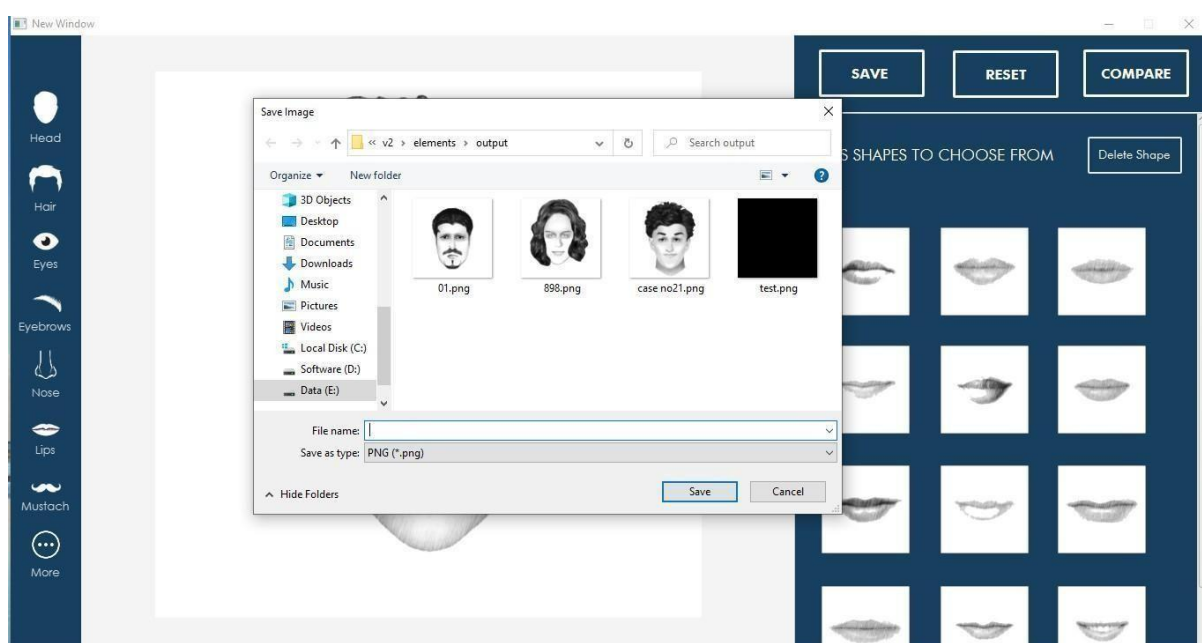 New Window
SAVE
RESET
COMPARE
Head
Hair
Eyes
Eyebrows
Nose
Lips
Mustach
More
Save Image
« v2 › elements › output
Search output
Organize
New folder
3D Objects
Desktop
Documents
Downloads
Music
Pictures
Videos
Local Disk (C:)
Software (D:)
Data (E:)
01.png
898.png
case no21.png
test.png
File name:
Save as type: PNG (*.png)
Hide Folders
Save
Cancel
S SHAPES TO CHOOSE FROM
Delete Shape